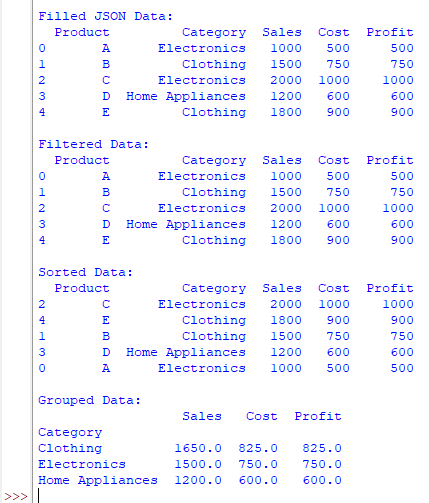 Filled JSON Data:
  Product         Category  Sales  Cost  Profit
0       A      Electronics   1000   500     500
1       B         Clothing   1500   750     750
2       C      Electronics   2000  1000    1000
3       D  Home Appliances   1200   600     600
4       E         Clothing   1800   900     900

Filtered Data:
  Product         Category  Sales  Cost  Profit
0       A      Electronics   1000   500     500
1       B         Clothing   1500   750     750
2       C      Electronics   2000  1000    1000
3       D  Home Appliances   1200   600     600
4       E         Clothing   1800   900     900

Sorted Data:
  Product         Category  Sales  Cost  Profit
2       C      Electronics   2000  1000    1000
4       E         Clothing   1800   900     900
1       B         Clothing   1500   750     750
3       D  Home Appliances   1200   600     600
0       A      Electronics   1000   500     500

Grouped Data:
                  Sales   Cost  Profit
Category
Clothing         1650.0  825.0   825.0
Electronics      1500.0  750.0   750.0
Home Appliances  1200.0  600.0   600.0
>>>